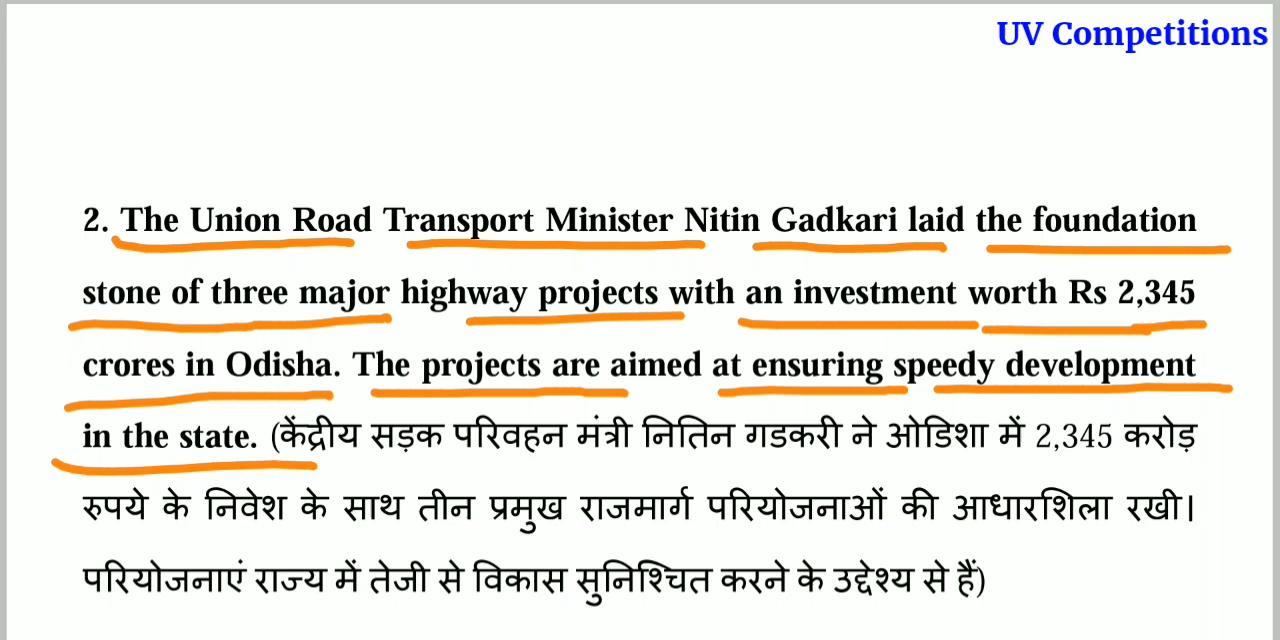 UV Competitions
2. The Union Road Transport Minister Nitin Gadkari laid the foundation
stone of three major highway projects with an investment worth Rs 2,345
crores in Odisha. The projects are aimed at ensuring speedy development
in the state. (केंद्रीय सड़क परिवहन मंत्री नितिन गडकरी ने ओडिशा में 2,345 करोड़
रुपये के निवेश के साथ तीन प्रमुख राजमार्ग परियोजनाओं की आधारशिला रखी।
परियोजनाएं राज्य में तेजी से विकास सुनिश्चित करने के उद्देश्य से हैं)